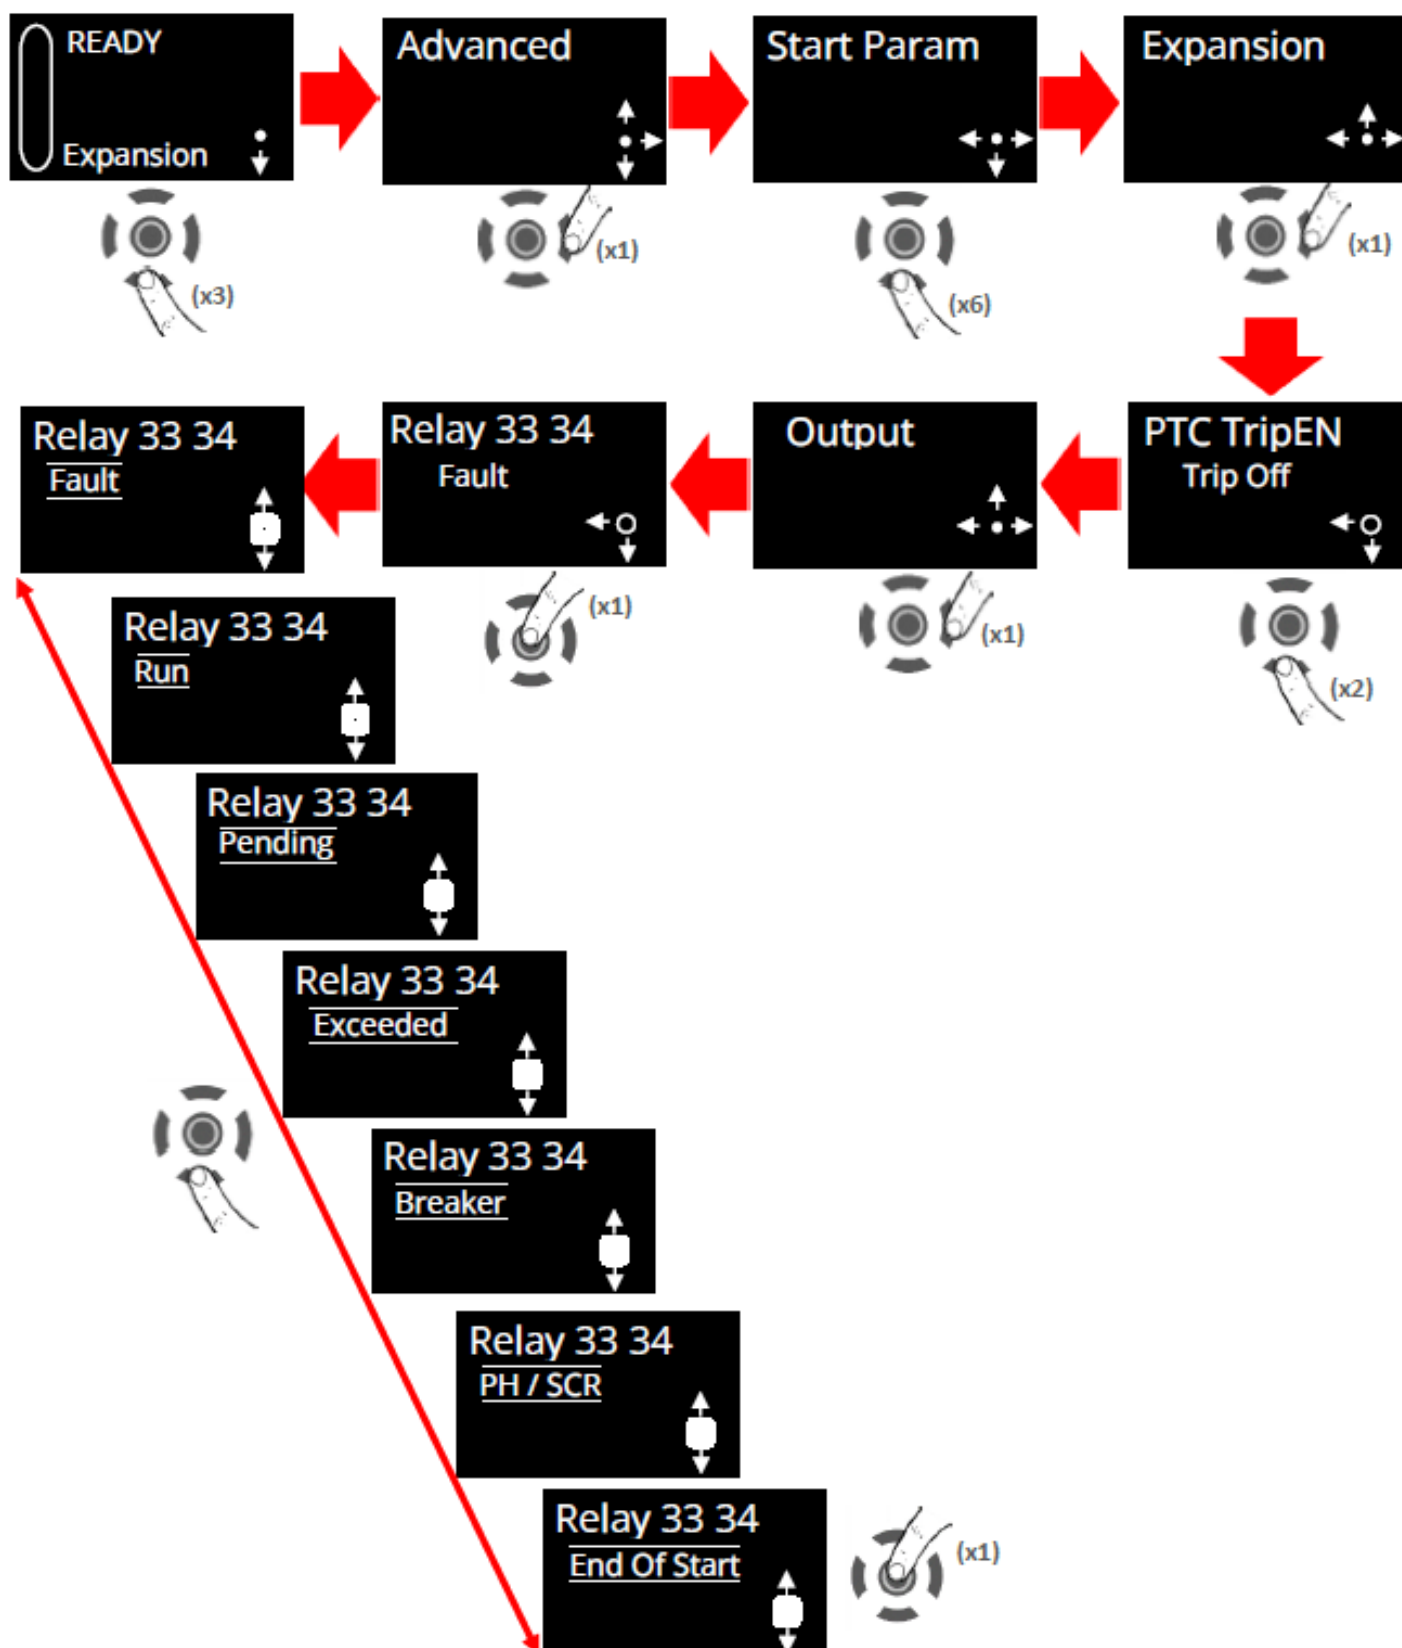 READY
Expansion
(x3)
Advanced
(x1)
Start Param
(x6)
Expansion
(x1)
PTC TripEN
Trip Off
(x2)
Output
(x1)
Relay 33 34
Fault
(x1)
Relay 33 34
Fault
Relay 33 34
Run
Relay 33 34
Pending
Relay 33 34
Exceeded
Relay 33 34
Breaker
Relay 33 34
PH / SCR
Relay 33 34
End Of Start
(x1)